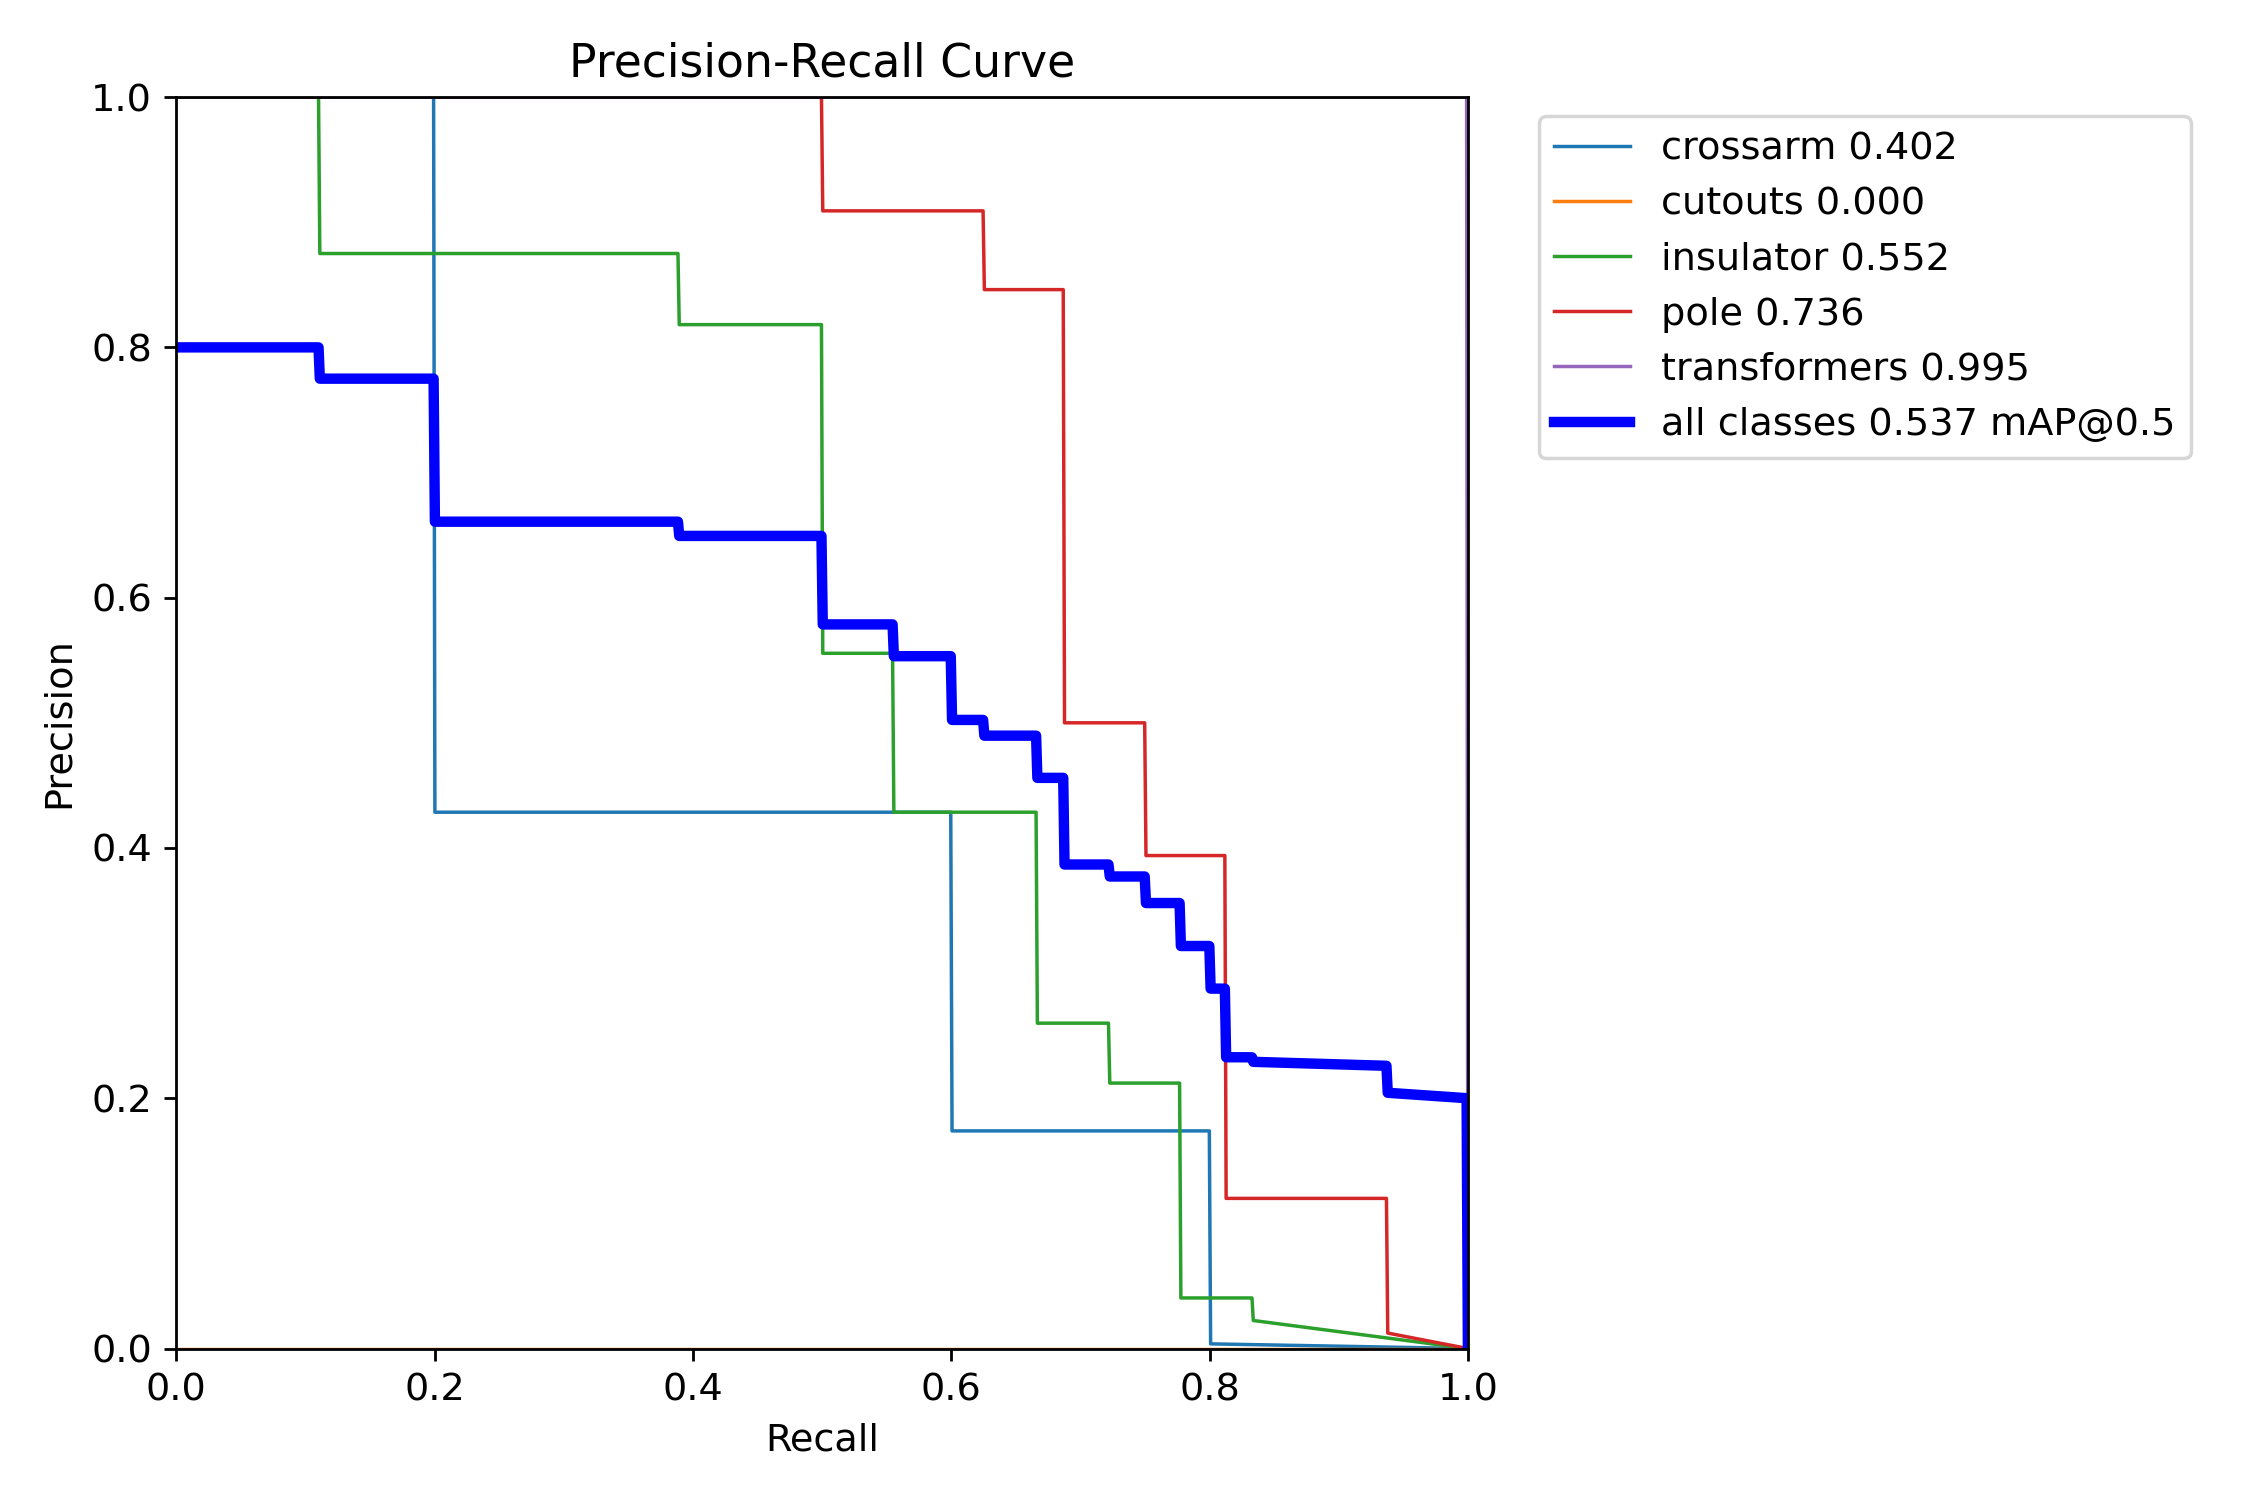 Precision-Recall Curve
1.0
0.8
0.6
0.4
0.2
0.0
Precision
0.0 0.2 0.4 0.6 0.8 1.0
Recall
crossarm 0.402
cutouts 0.000
insulator 0.552
pole 0.736
transformers 0.995
all classes 0.537 mAP@0.5